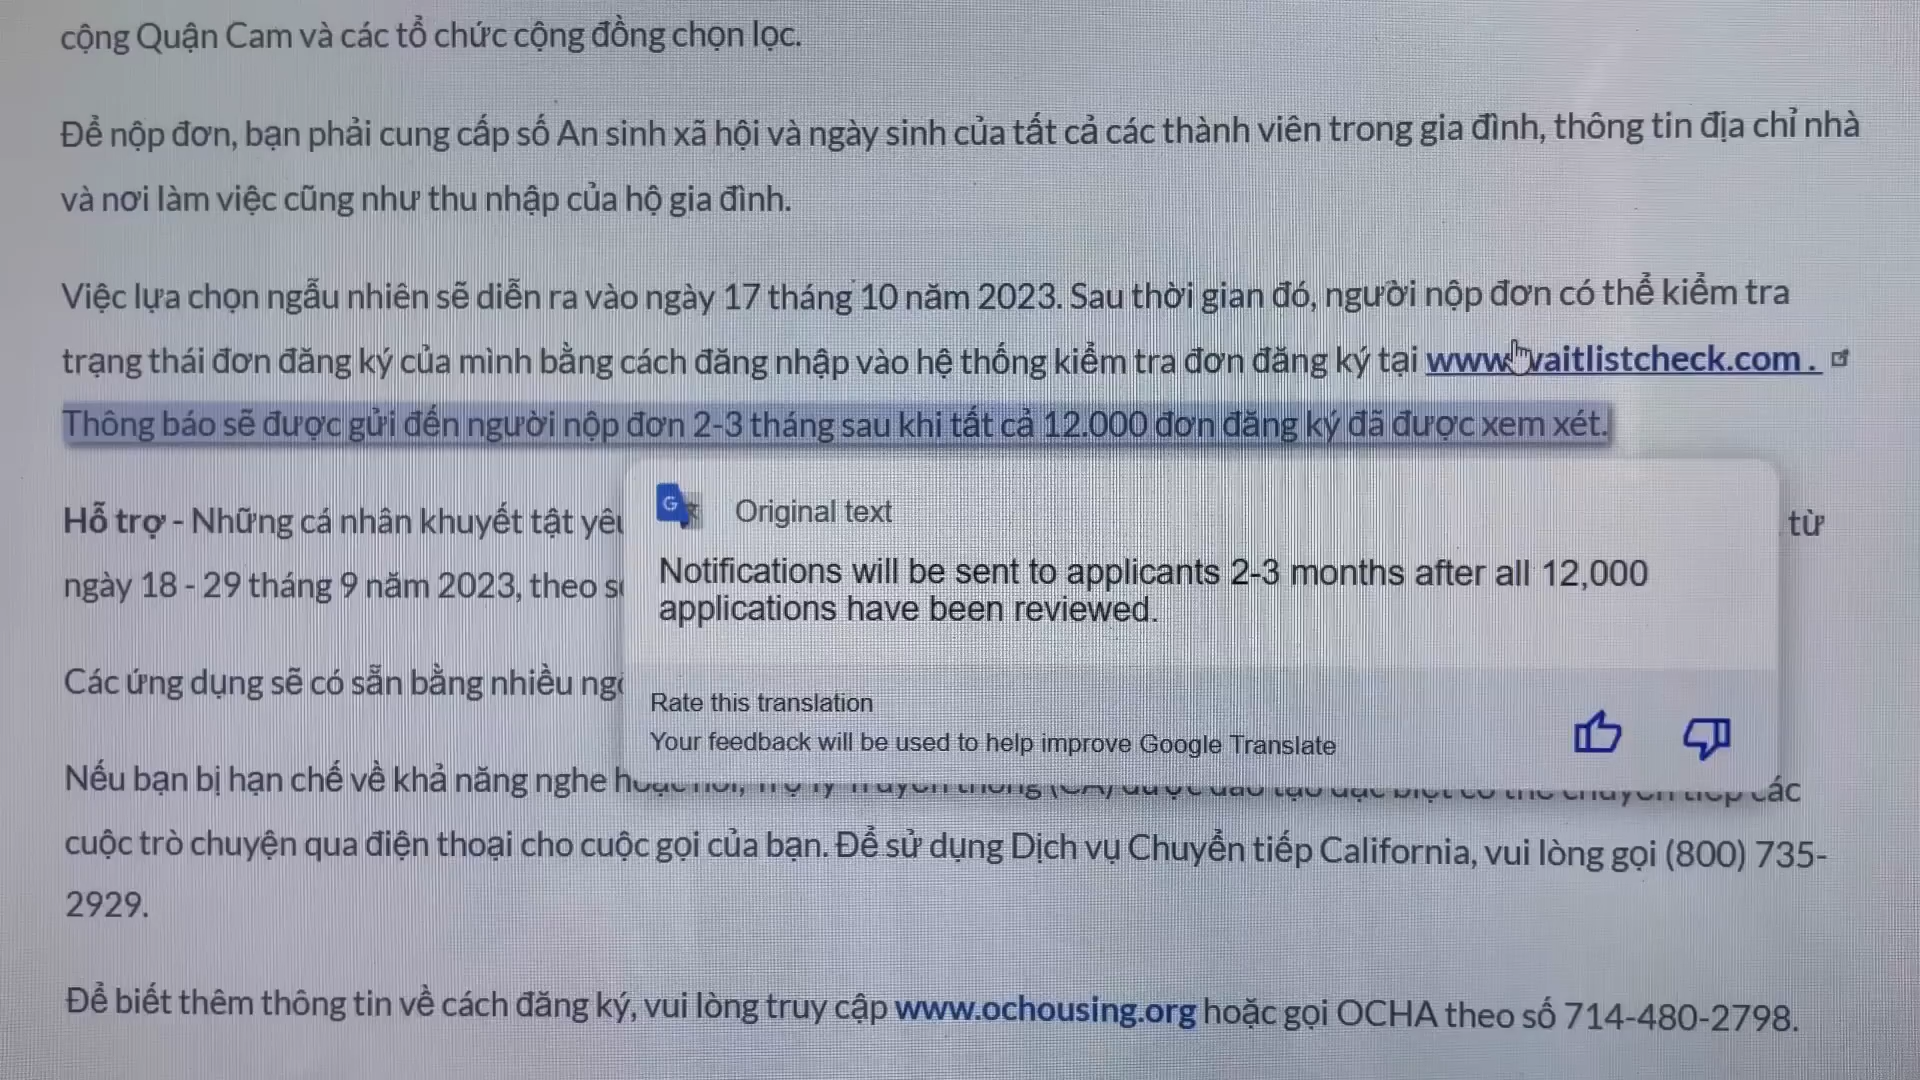 cộng Quận Cam và các tổ chức cộng đồng chọn lọc.
Để nộp đơn, bạn phải cung cấp số An sinh xã hội và ngày sinh của tất cả các thành viên trong gia đình, thông tin địa chỉ nhà
và nơi làm việc cũng như thu nhập của hộ gia đình.
Việc lựa chọn ngẫu nhiên sẽ diễn ra vào ngày 17 tháng 10 năm 2023. Sau thời gian đó, người nộp đơn có thể kiểm tra
trạng thái đơn đăng ký của mình bằng cách đăng nhập vào hệ thống kiểm tra đơn đăng ký tại www.waitlistcheck.com .
Thông báo sẽ được gửi đến người nộp đơn 2-3 tháng sau khi tất cả 12.000 đơn đăng ký đã được xem xét.
Original text
Notifications will be sent to applicants 2-3 months after all 12,000
applications have been reviewed.
Rate this translation
Your feedback will be used to help improve Google Translate
Hỗ trợ - Những cá nhân khuyết tật từ
ngày 18 - 29 tháng 9 năm 2023, theo
Các ứng dụng sẽ có sẵn bằng nhiều
Nếu bạn bị hạn chế về khả năng nghe các
cuộc trò chuyện qua điện thoại cho cuộc gọi của bạn. Để sử dụng Dịch vụ Chuyển tiếp California, vui lòng gọi (800) 735-
2929.
Để biết thêm thông tin về cách đăng ký, vui lòng truy cập www.ochousing.org hoặc gọi OCHA theo số 714-480-2798.